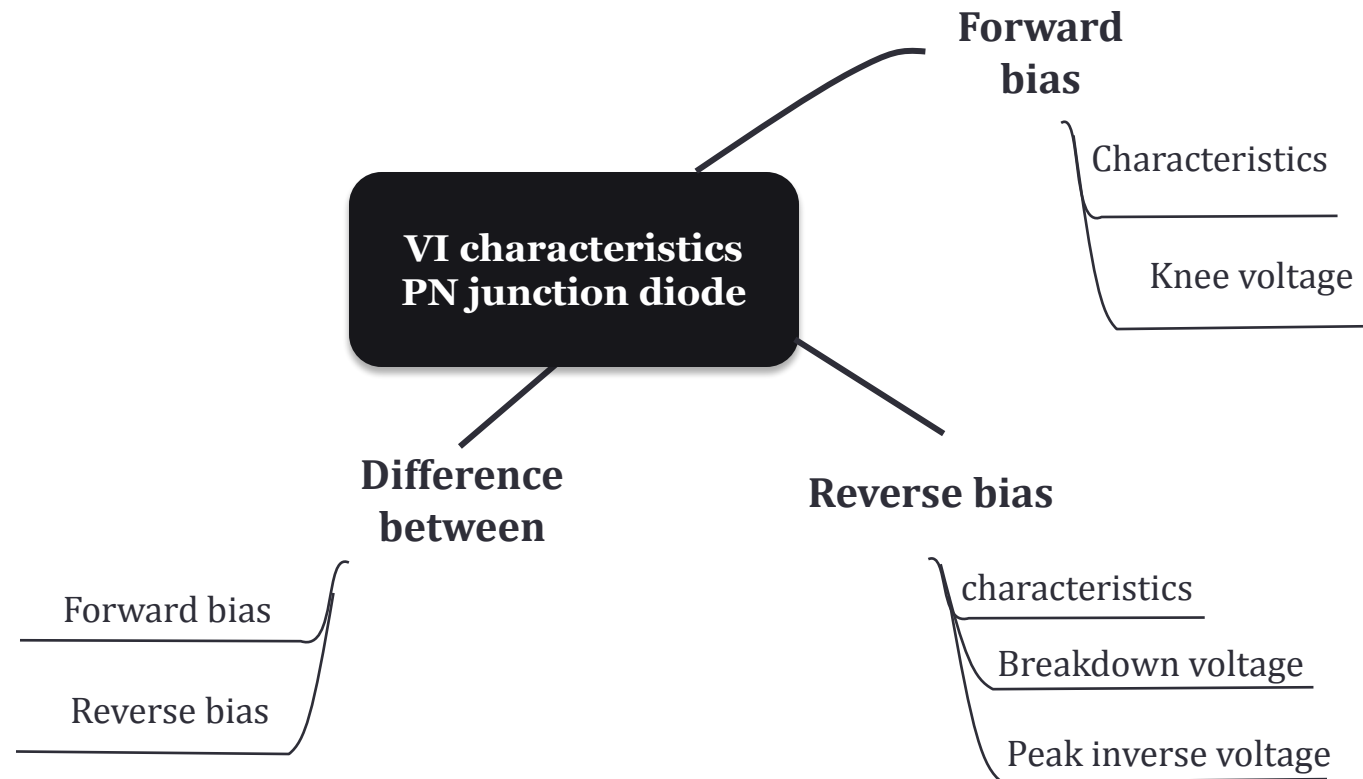 Forward
bias
Characteristics
Knee voltage
VI characteristics
PN junction diode
Difference
between
Forward bias
Reverse bias
Reverse bias
characteristics
Breakdown voltage
Peak inverse voltage